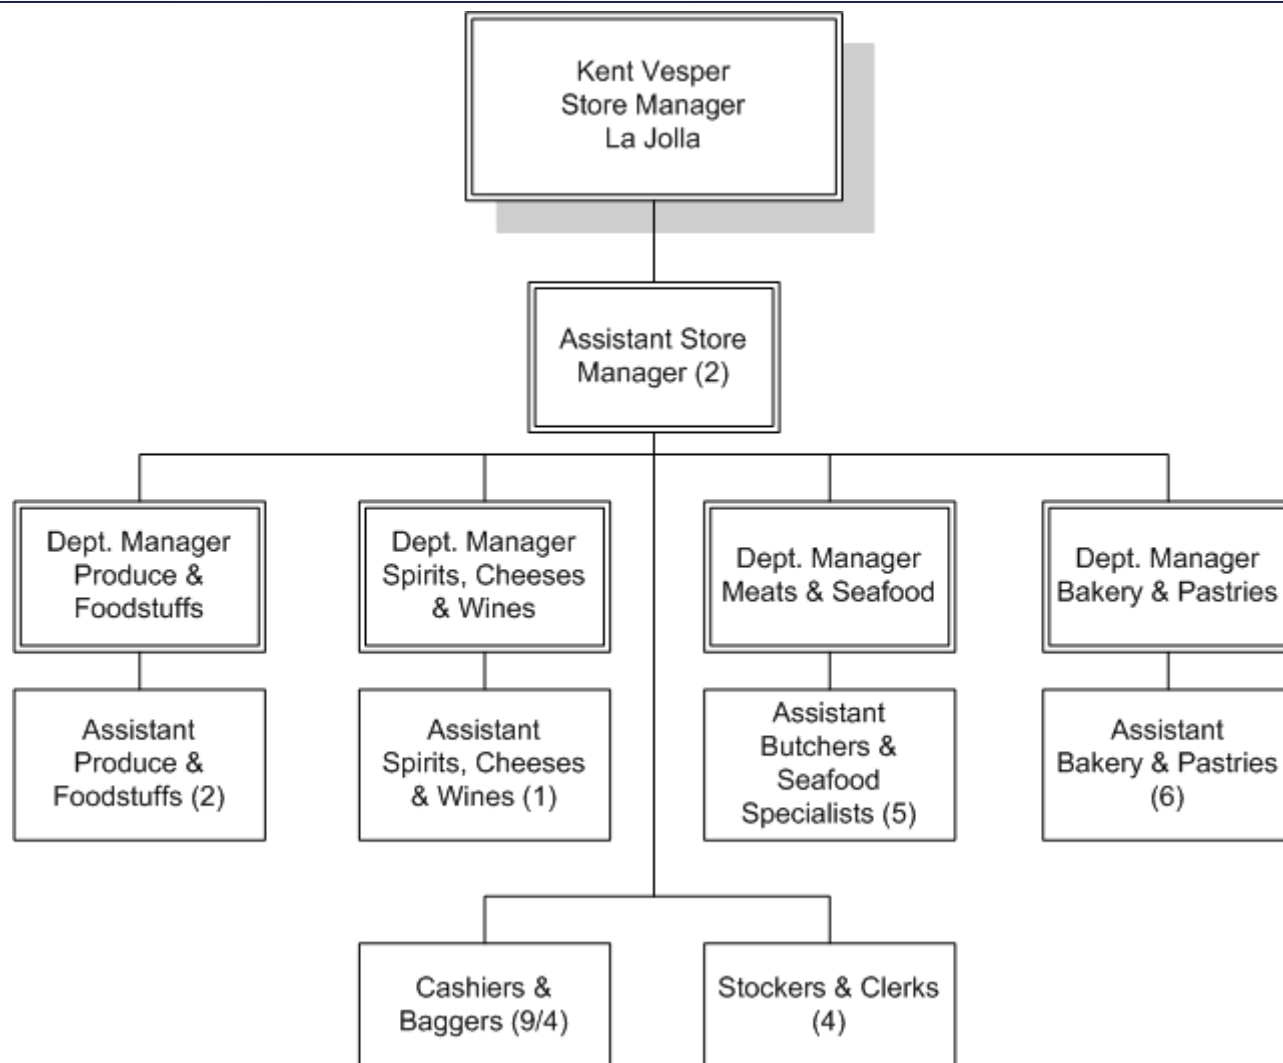 Kent Vesper
Store Manager
La Jolla
Assistant Store
Manager (2)
Dept. Manager
Produce &
Foodstuffs
Dept. Manager
Spirits, Cheeses
& Wines
Dept. Manager
Meats & Seafood
Dept. Manager
Bakery & Pastries
Assistant
Produce &
Foodstuffs (2)
Assistant
Spirits, Cheeses
& Wines (1)
Assistant
Butchers &
Seafood
Specialists (5)
Assistant
Bakery & Pastries
(6)
Cashiers &
Baggers (9/4)
Stockers & Clerks
(4)